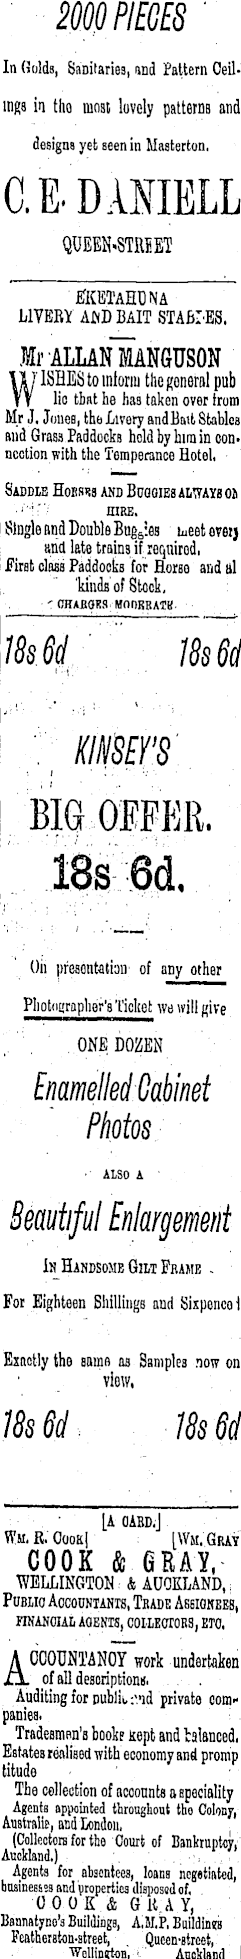 2000 PIECES
In Golds, Sanitaries, and Pattern Ceil-
ings in the most lovely patterns and
designs yet seen in Masterton.
C. E. DANIELL
QUEEN-STREET
EKETAHUNA
LIVERY AND BAIT STABLES.
Mr ALLAN MANGUSON
WISHES to inform the general pub
lic that he has taken over from
Mr J. Jones, the Livery and Bait Stables
and Grass Paddocks held by him in con-
nection with the Temperance Hotel.
SADDLE HORSES AND BUGGIES ALWAYS ON
HIRE.
Single and Double Buggies meet every
and late trains if required.
First class Paddocks for Horse and al
kinds of Stock.
CHARGES MODERATE
18s 6d 18s 6d
KINSEY'S
BIG OFFER.
18s 6d.
On presentation of any other
Photographer's Ticket we will give
ONE DOZEN
Enamelled Cabinet
Photos
ALSO A
Beautiful Enlargement
IN HANDSOME GILT FRAME
For Eighteen Shillings and Sixpence
Exactly the same as Samples now on
view.
18s 6d 18s 6d
[A CARD.]
WM. R. COOK] [WM. GRAY
COOK & GRAY,
WELLINGTON & AUCKLAND,
PUBLIC ACCOUNTANTS, TRADE ASSIGNEES,
FINANCIAL AGENTS, COLLECTORS, ETC.
ACCOUNTANCY work undertaken
of all descriptions.
Auditing for public and private com-
panies.
Tradesmen's books kept and balanced.
Estates realised with economy and promp
titude
The collection of accounts a speciality
Agents appointed throughout the Colony,
Australia, and London.
(Collectors for the Court of Bankruptcy,
Auckland.)
Agents for absentees, loans negotiated,
businesses and properties disposed of.
COOK & GRAY,
Bannatyne's Buildings, A.M.P. Buildings
Featherston-street, Queen-street,
Wellington, Auckland